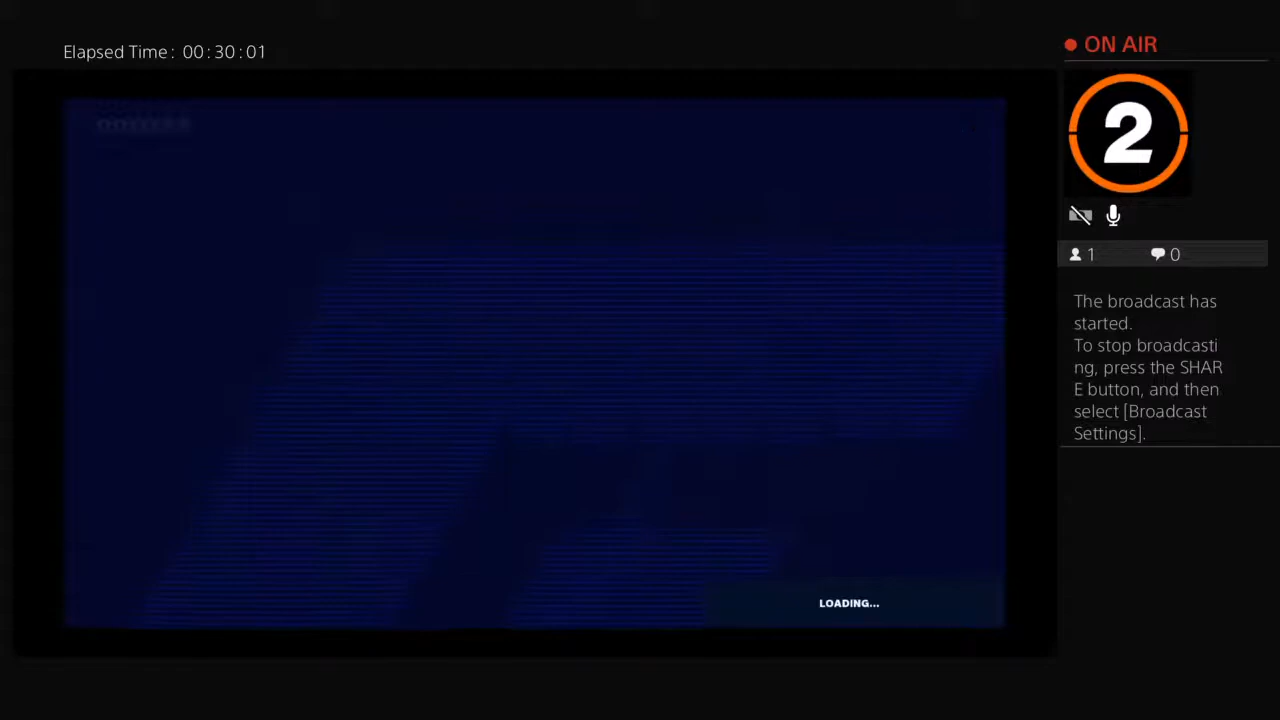 Elapsed Time: 00:30:01
ON AIR
2
1 0
The broadcast has
started.
To stop broadcasti
ng, press the SHAR
E button, and then
select [Broadcast
Settings].
LOADING...